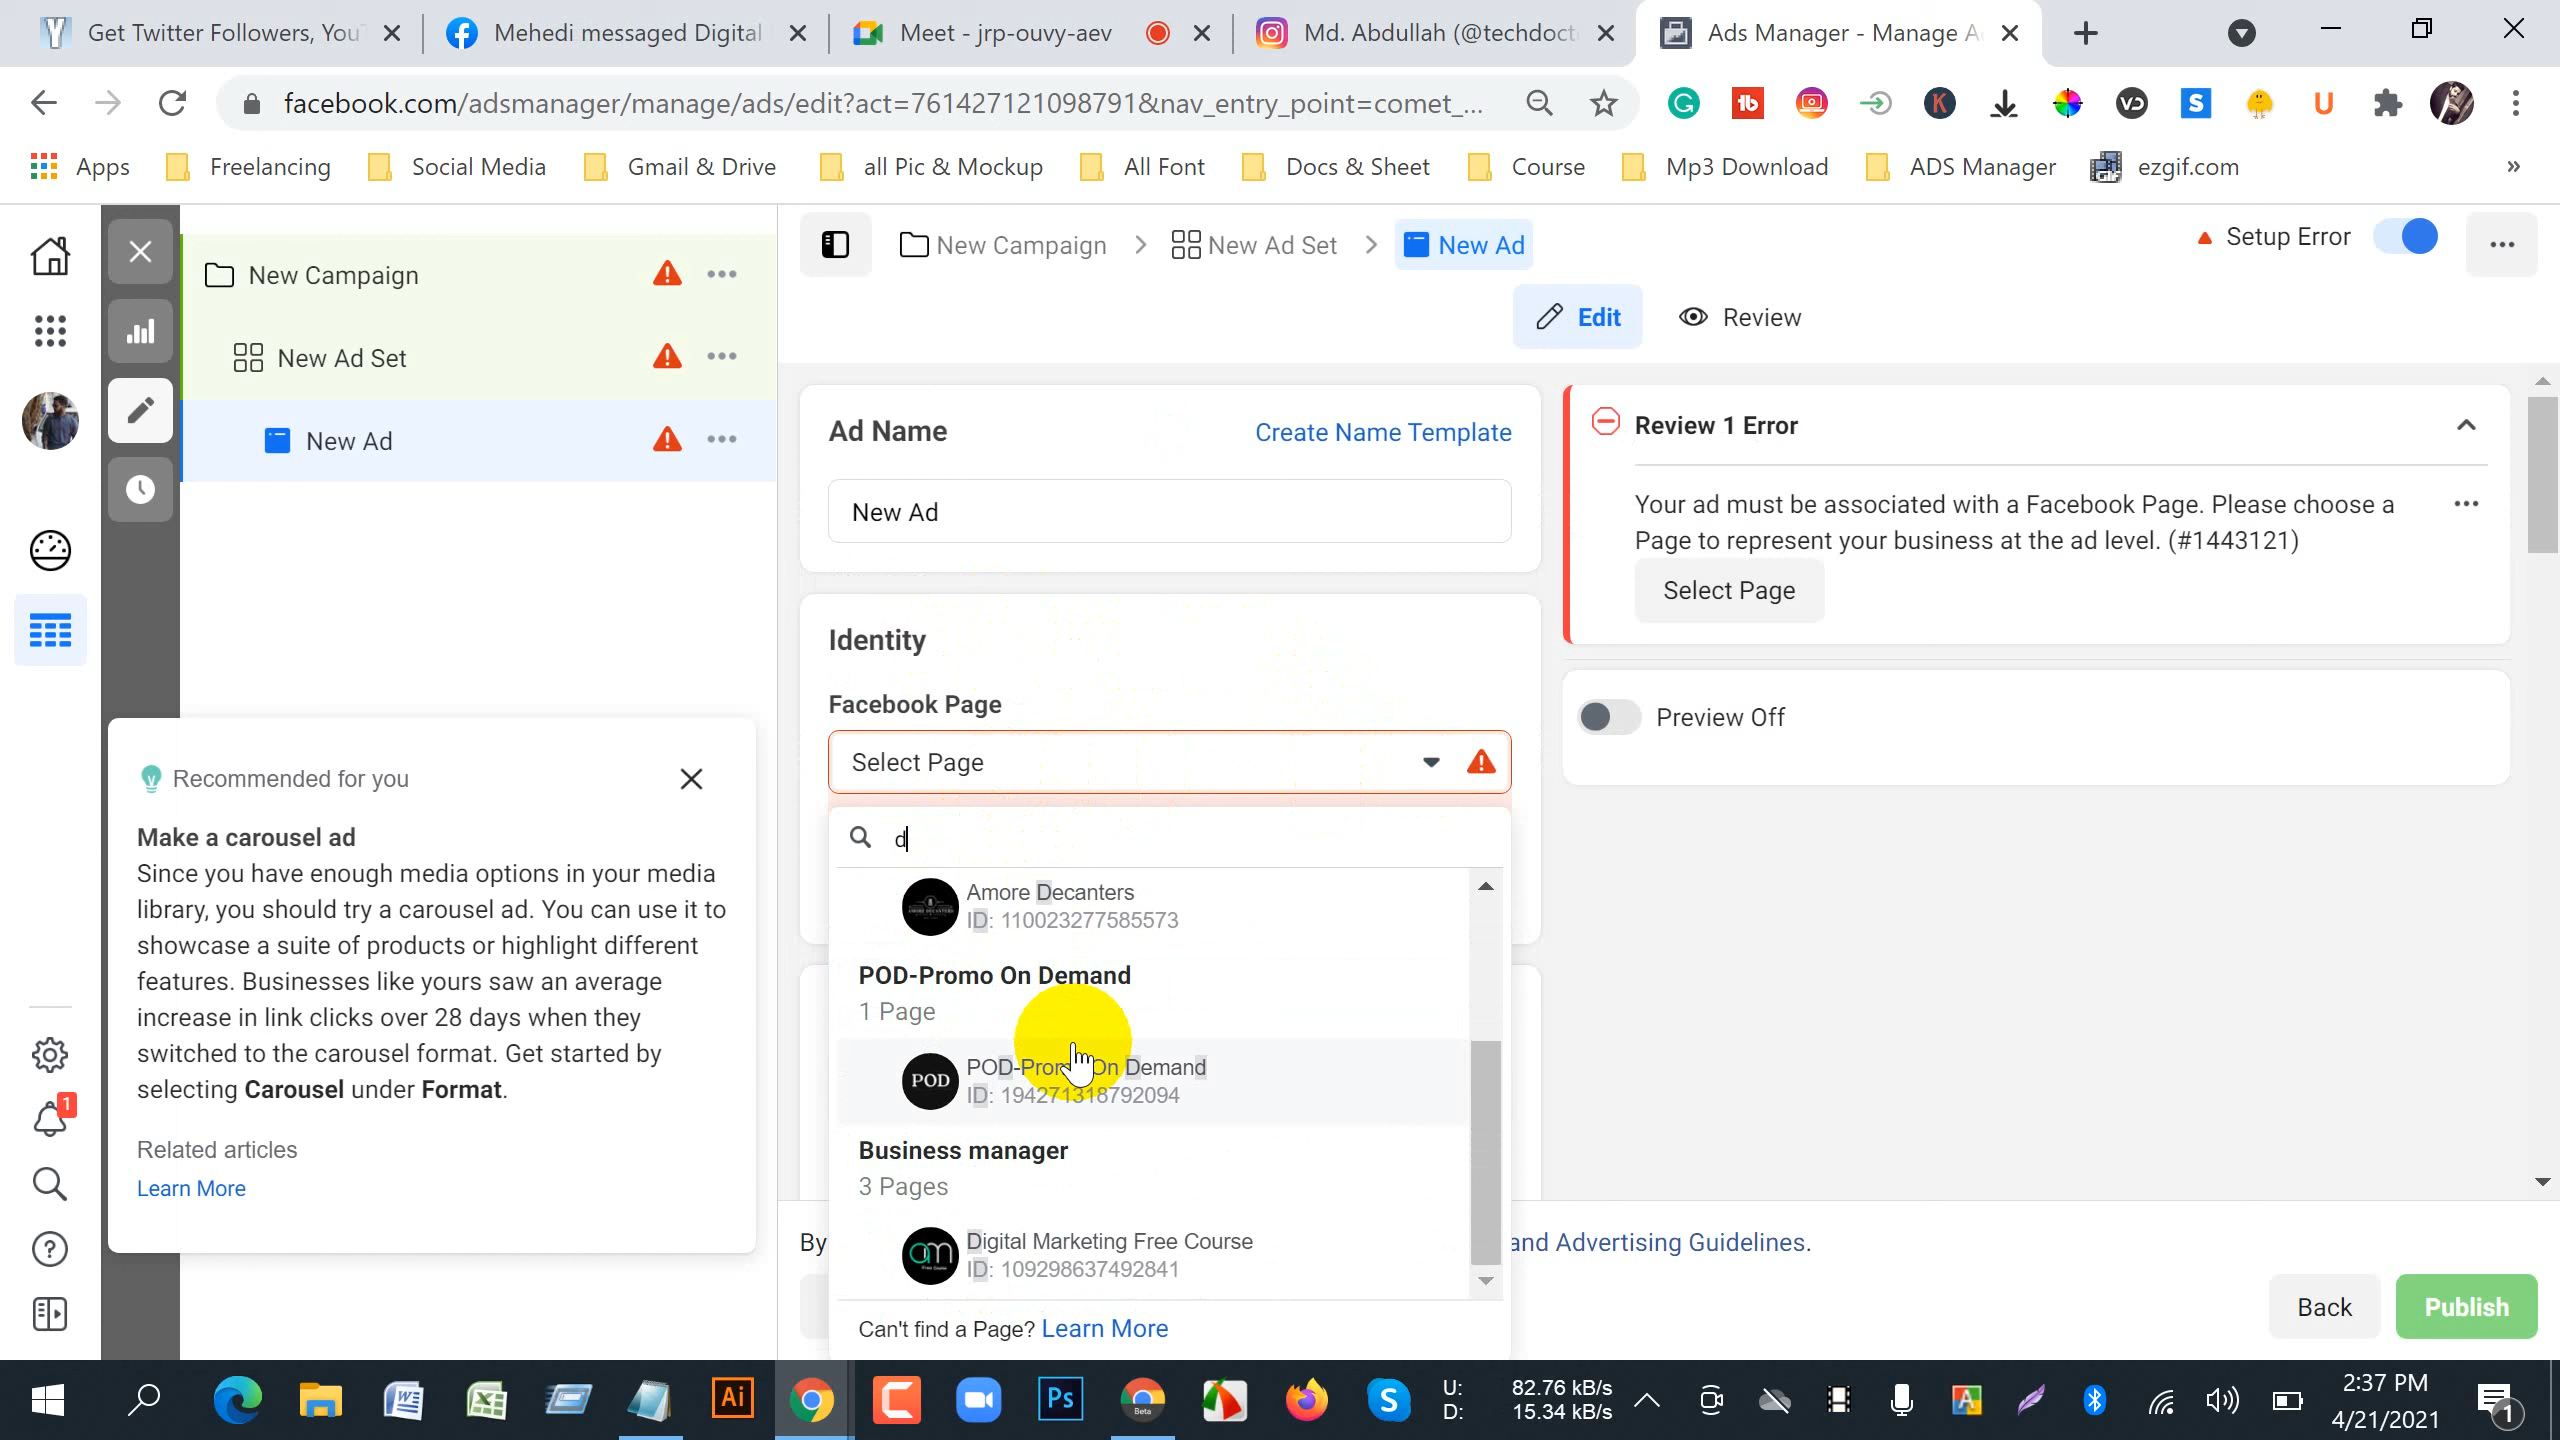 Get Twitter Followers, You
Mehedi messaged Digital
Meet - jrp-ouvy-aev
Md. Abdullah (@techdoct
Ads Manager - Manage A
facebook.com/adsmanager/manage/ads/edit?act=761427121098791&nav_entry_point=comet_...
Apps
Freelancing
Social Media
Gmail & Drive
all Pic & Mockup
All Font
Docs & Sheet
Course
Mp3 Download
ADS Manager
ezgif.com
»
New Campaign
New Ad Set
New Ad
New Campaign
New Ad Set
New Ad
Setup Error
Edit
Review
Ad Name
Create Name Template
New Ad
Identity
Facebook Page
Select Page
d
Amore Decanters
ID: 110023277585573
POD-Promo On Demand
1 Page
POD
POD-Promo On Demand
ID: 194271318792094
Business manager
3 Pages
Digital Marketing Free Course
ID: 109298637492841
Can't find a Page? Learn More
Review 1 Error
Your ad must be associated with a Facebook Page. Please choose a
Page to represent your business at the ad level. (#1443121)
Select Page
Preview Off
Recommended for you
Make a carousel ad
Since you have enough media options in your media
library, you should try a carousel ad. You can use it to
showcase a suite of products or highlight different
features. Businesses like yours saw an average
increase in link clicks over 28 days when they
switched to the carousel format. Get started by
selecting Carousel under Format.
Related articles
Learn More
1
By
and Advertising Guidelines.
Back
Publish
Ai
Ps
Beta
U: 82.76 kB/s
D: 15.34 kB/s
2:37 PM
4/21/2021
1